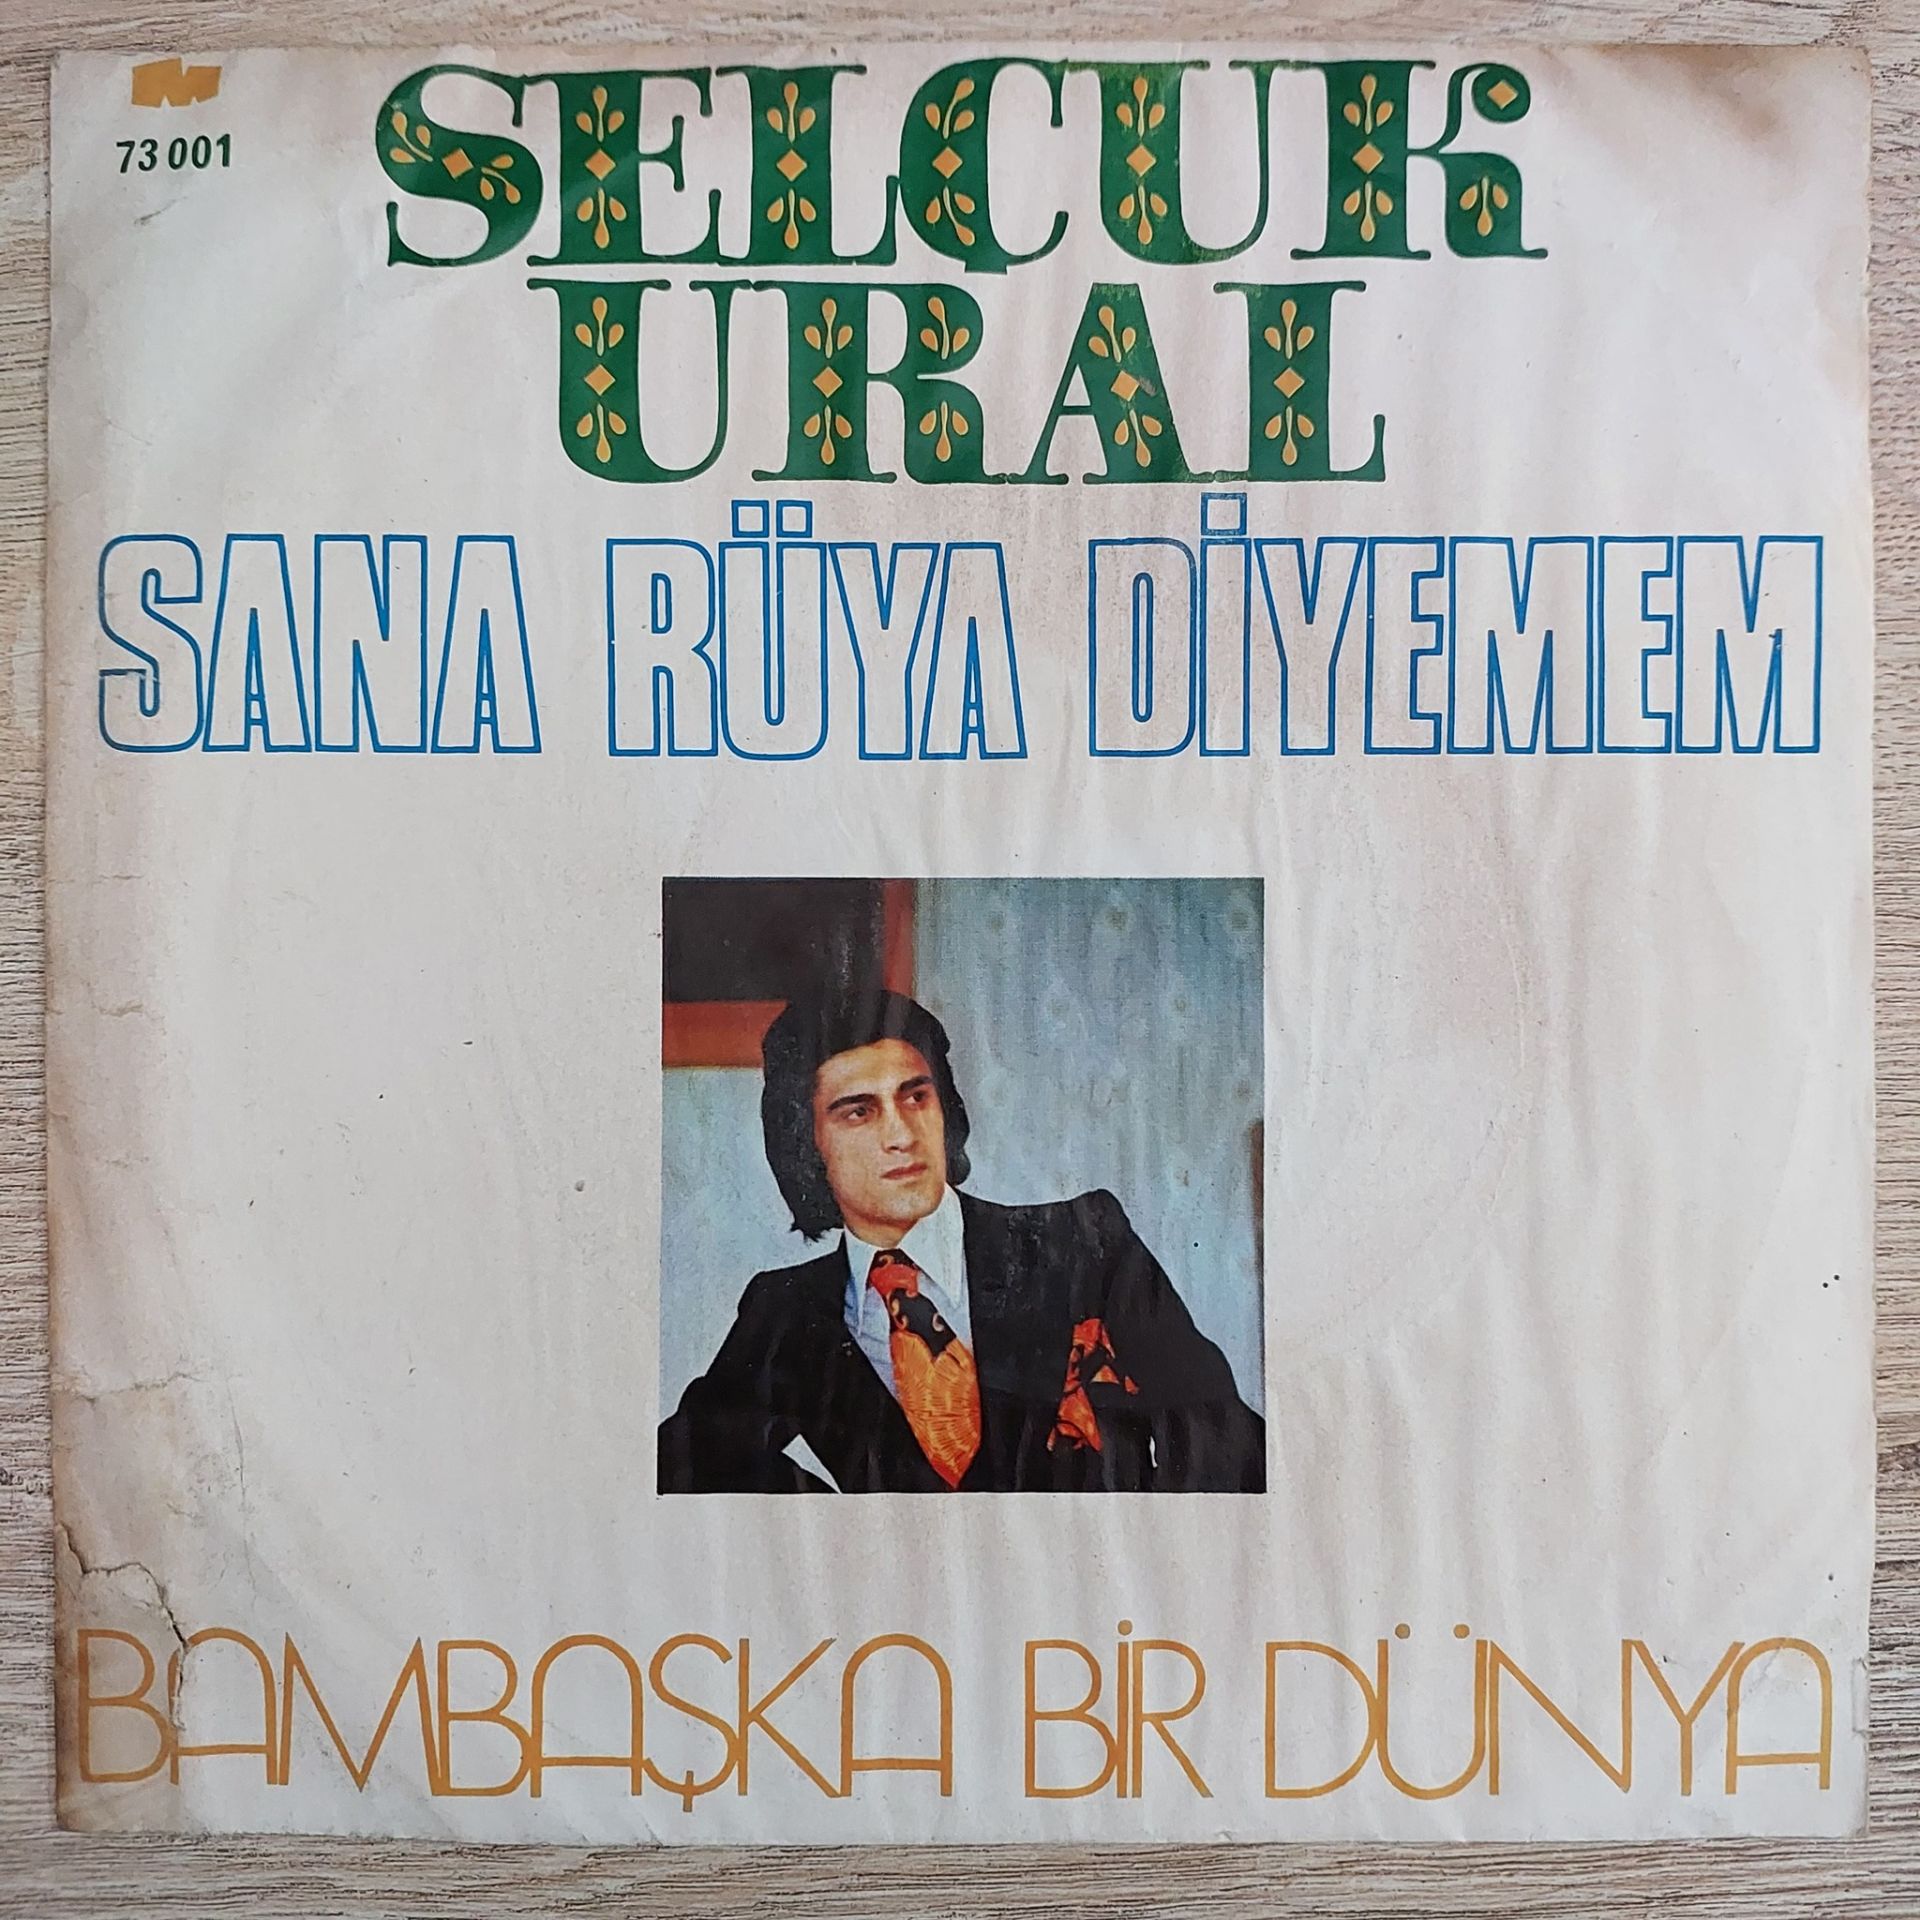 73 001
SELÇUK
URAL
SANA RÜYA DİYEMEM
BAMBAŞKA BİR DÜNYA